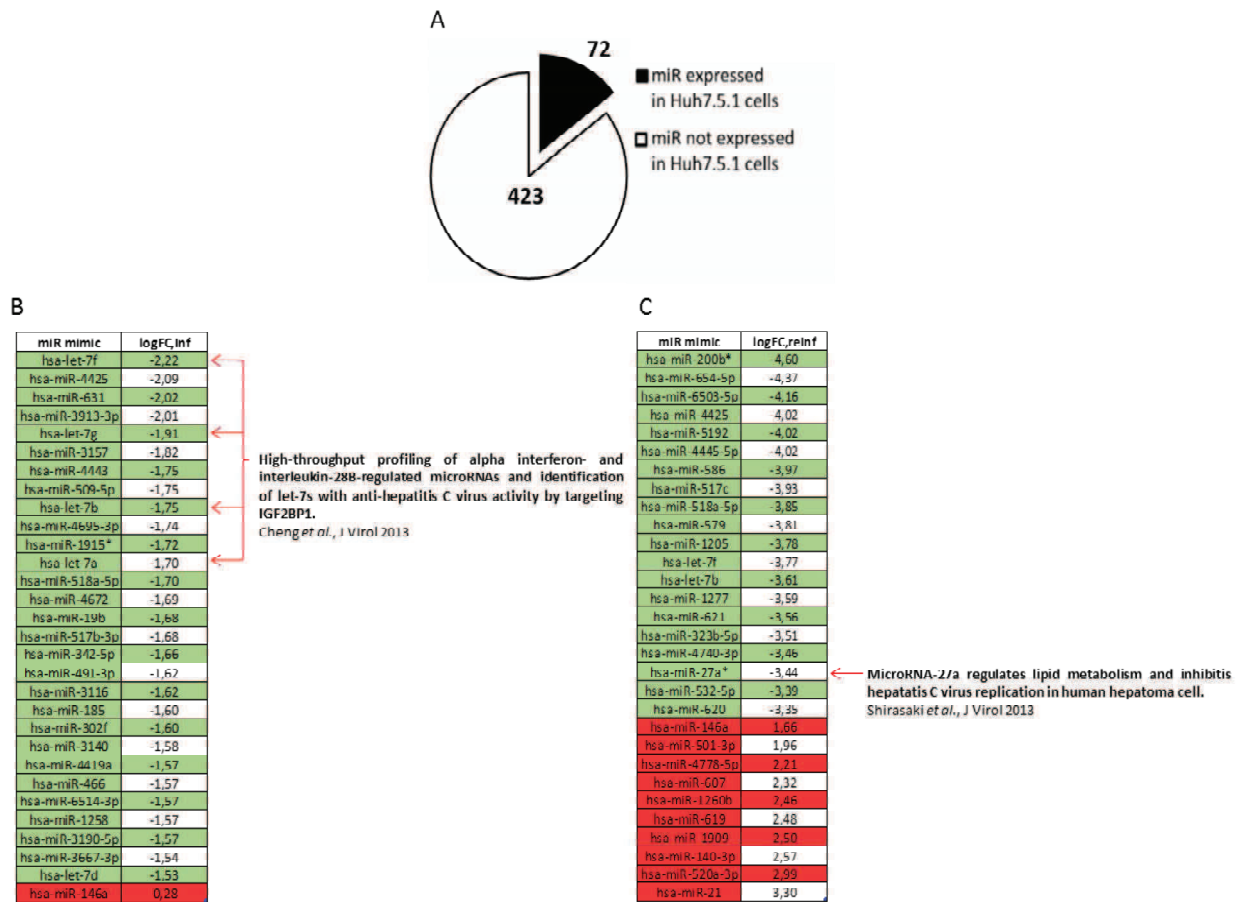 A
72
miR expressed
in Huh7.5.1 cells
miR not expressed
in Huh7.5.1 cells
423
B
miR mimic logFC,inf
hsa-let-7f -2,22
hsa-miR-4425 -2,09
hsa-miR-631 -2,02
hsa-miR-3913-3p -2,01
hsa-let-7g -1,91
hsa-miR-3157 -1,82
hsa-miR-4443 -1,75
hsa-miR-509-5p -1,75
hsa-let-7b -1,75
hsa-miR-4695-3p -1,74
hsa-miR-1915* -1,72
hsa-let-7a -1,70
hsa-miR-518a-5p -1,70
hsa-miR-4672 -1,69
hsa-miR-19b -1,68
hsa-miR-517b-3p -1,68
hsa-miR-342-5p -1,66
hsa-miR-491-3p -1,62
hsa-miR-3116 -1,62
hsa-miR-185 -1,60
hsa-miR-302f -1,60
hsa-miR-3140 -1,58
hsa-miR-4419a -1,57
hsa-miR-466 -1,57
hsa-miR-6514-3p -1,57
hsa-miR-1258 -1,57
hsa-miR-3190-5p -1,57
hsa-miR-3667-3p -1,54
hsa-let-7d -1,53
hsa-miR-146a 0,28
High-throughput profiling of alpha interferon- and
interleukin-28B-regulated microRNAs and identification
of let-7s with anti-hepatitis C virus activity by targeting
IGF2BP1.
Cheng et al., J Virol 2013
C
miR mimic logFC,reinf
hsa-miR-200b* -4,60
hsa-miR-654-5p -4,37
hsa-miR-6503-5p -4,16
hsa-miR-4425 -4,02
hsa-miR-5192 -4,02
hsa-miR-4445-5p -4,02
hsa-miR-586 -3,97
hsa-miR-517c -3,93
hsa-miR-518a-5p -3,85
hsa-miR-579 -3,81
hsa-miR-1205 -3,78
hsa-let-7f -3,77
hsa-let-7b -3,61
hsa-miR-1277 -3,59
hsa-miR-621 -3,56
hsa-miR-323b-5p -3,51
hsa-miR-4740-3p -3,46
hsa-miR-27a* -3,44
hsa-miR-532-5p -3,39
hsa-miR-620 -3,35
hsa-miR-146a 1,66
hsa-miR-501-3p 1,96
hsa-miR-4778-5p 2,21
hsa-miR-607 2,32
hsa-miR-1260b 2,46
hsa-miR-619 2,48
hsa-miR-1909 2,50
hsa-miR-140-3p 2,57
hsa-miR-520a-3p 2,99
hsa-miR-21 3,30
MicroRNA-27a regulates lipid metabolism and inhibitis
hepatatis C virus replication in human hepatoma cell.
Shirasaki et al., J Virol 2013